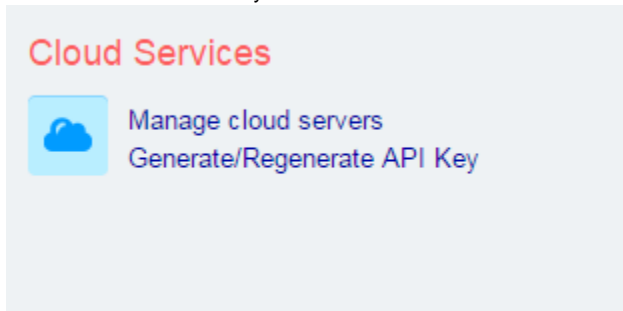 Cloud Services
Manage cloud servers
Generate/Regenerate API Key